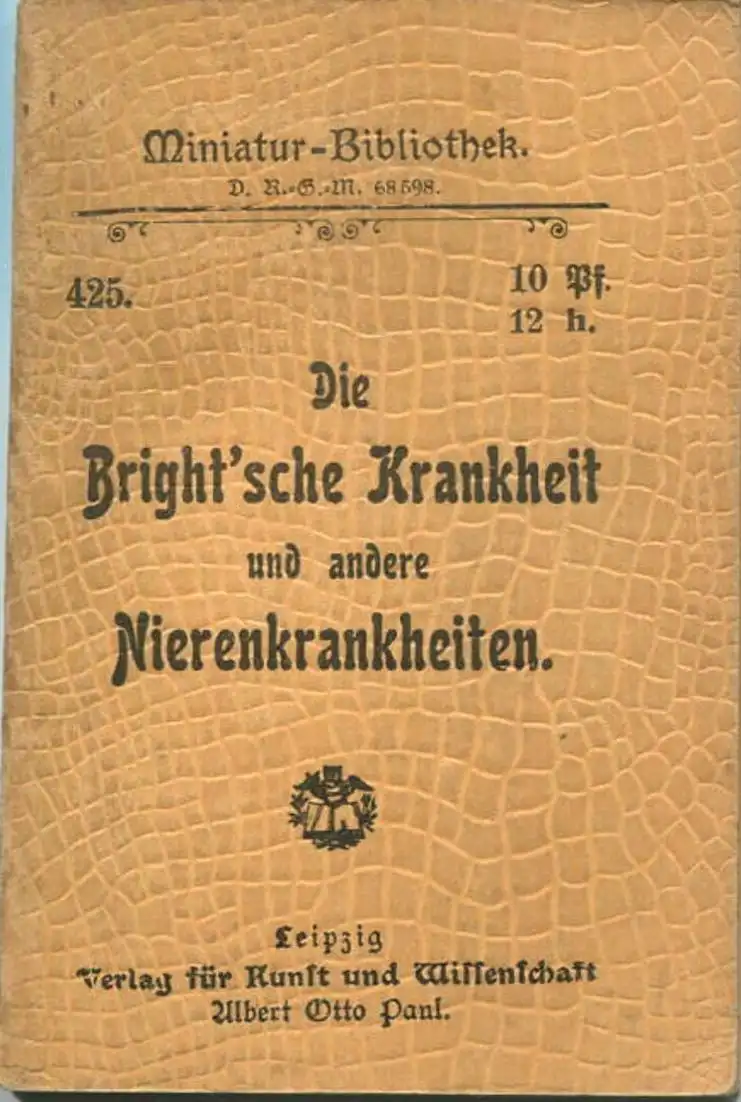 Miniatur-Bibliothek.
D. R.-G.-M. 68598.
425.
10 Pf.
12 h.
Die
Bright'sche Krankheit
und andere
Nierenkrankheiten.
Leipzig
Verlag für Kunst und Wissenschaft
Albert Otto Paul.